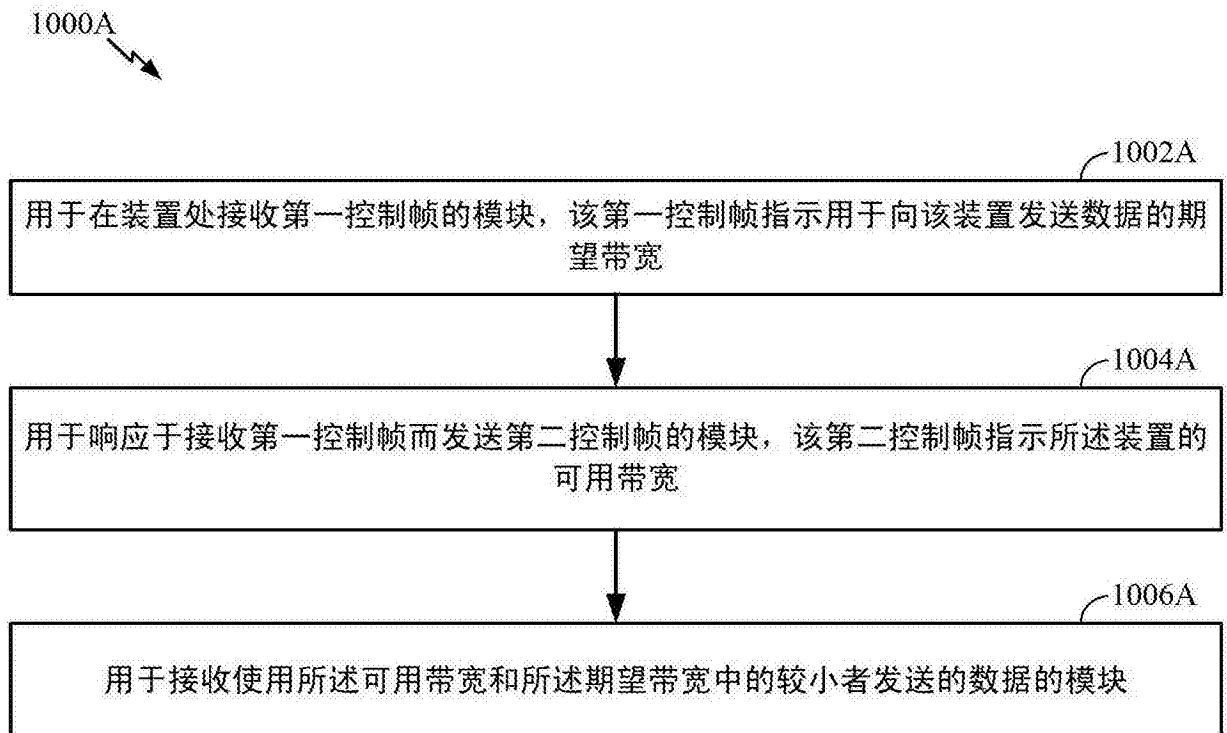 1000A
1002A
用于在装置处接收第一控制帧的模块，该第一控制帧指示用于向该装置发送数据的期
望带宽
1004A
用于响应于接收第一控制帧而发送第二控制帧的模块，该第二控制帧指示所述装置的
可用带宽
1006A
用于接收使用所述可用带宽和所述期望带宽中的较小者发送的数据的模块